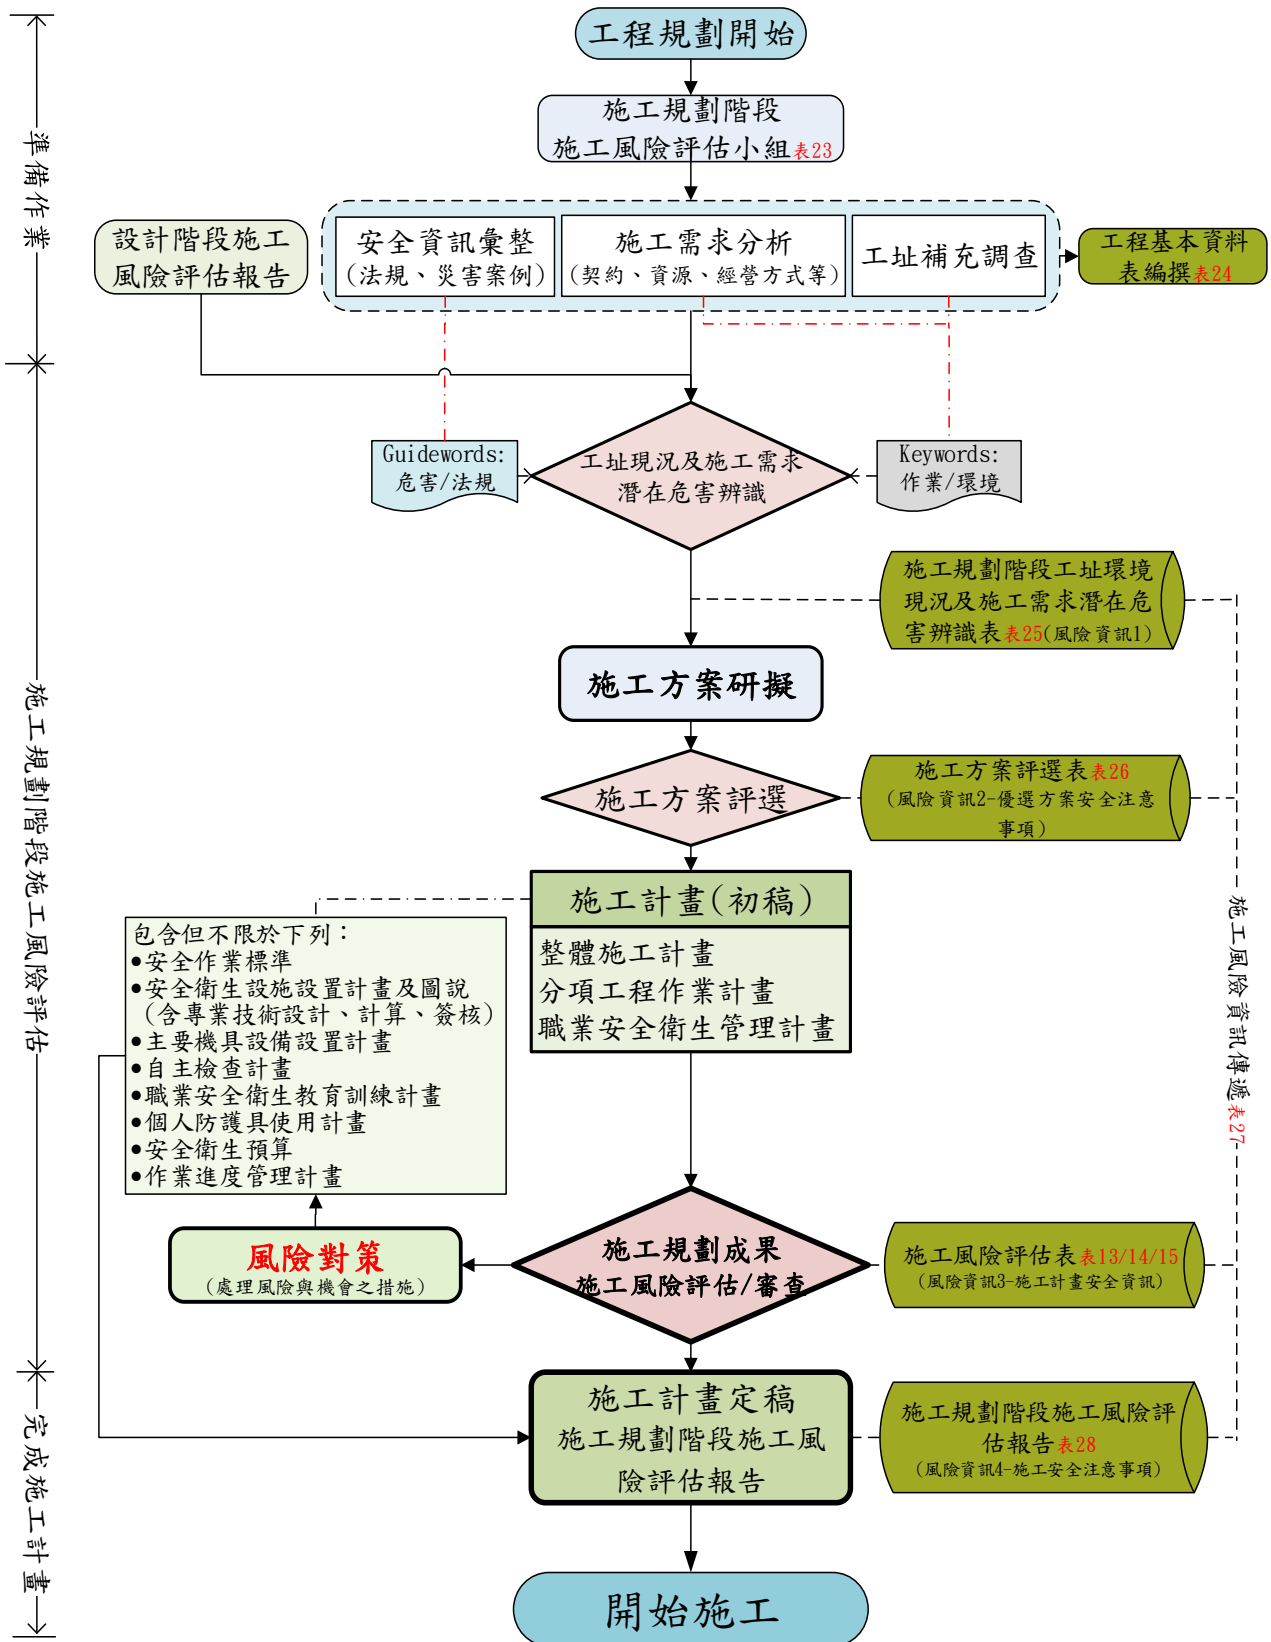 工程規劃開始
施工規劃階段
施工風險評估小組表23
準備作業
設計階段施工
風險評估報告
安全資訊彙整
(法規、災害案例)
施工需求分析
(契約、資源、經營方式等)
工址補充調查
工程基本資料
表編撰表24
Guidewords:
危害/法規
工址現況及施工需求
潛在危害辨識
Keywords:
作業/環境
施工規劃階段工址環境
現況及施工需求潛在危
害辨識表表25(風險資訊1)
施工方案研擬
施工規劃階段施工風險評估
施工方案評選
施工方案評選表表26
(風險資訊2-優選方案安全注意
事項)
施工計畫(初稿)
整體施工計畫
分項工程作業計畫
職業安全衛生管理計畫
包含但不限於下列：
●安全作業標準
●安全衛生設施設置計畫及圖說
(含專業技術設計、計算、簽核)
●主要機具設備設置計畫
●自主檢查計畫
●職業安全衛生教育訓練計畫
●個人防護具使用計畫
●安全衛生預算
●作業進度管理計畫
施工風險資訊傳遞表27
風險對策
(處理風險與機會之措施)
施工規劃成果
施工風險評估/審查
施工風險評估表表13/14/15
(風險資訊3-施工計畫安全資訊)
完成施工計畫
施工計畫定稿
施工規劃階段施工風
險評估報告
施工規劃階段施工風險評
估報告表28
(風險資訊4-施工安全注意事項)
開始施工